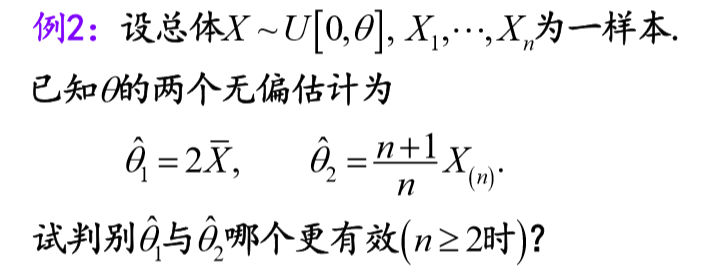 例2：设总体X ~ U[0,θ], X₁,⋯,Xₙ为一样本.
已知θ的两个无偏估计为
θ̂₁ = 2X̄, θ̂₂ = \frac{n+1}{n} X₍ₙ₎.
试判别θ̂₁与θ̂₂哪个更有效(n ≥ 2时)?